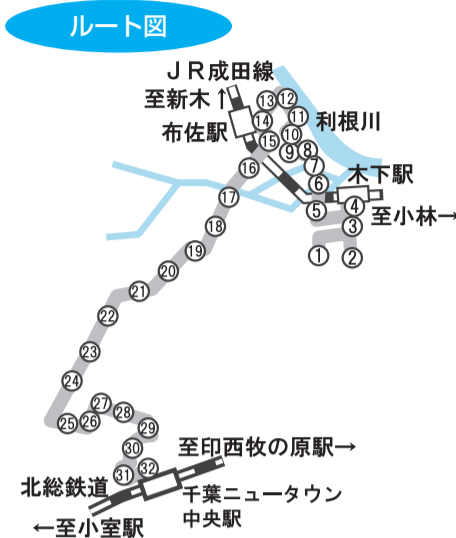 ルート図
JR成田線
至新木↑
布佐駅
利根川
木下駅
至小林→
⑬ ⑫
⑭ ⑪
⑮ ⑩
⑨ ⑧
⑯ ⑦
⑥
⑰ ⑤ ④
⑱ ③
⑲ ① ②
⑳
㉑
㉒
㉓
㉔
㉗ ㉘
㉕ ㉖ ㉙
㉚
㉛ ㉜
至印西牧の原駅→
北総鉄道
千葉ニュータウン
中央駅
←至小室駅